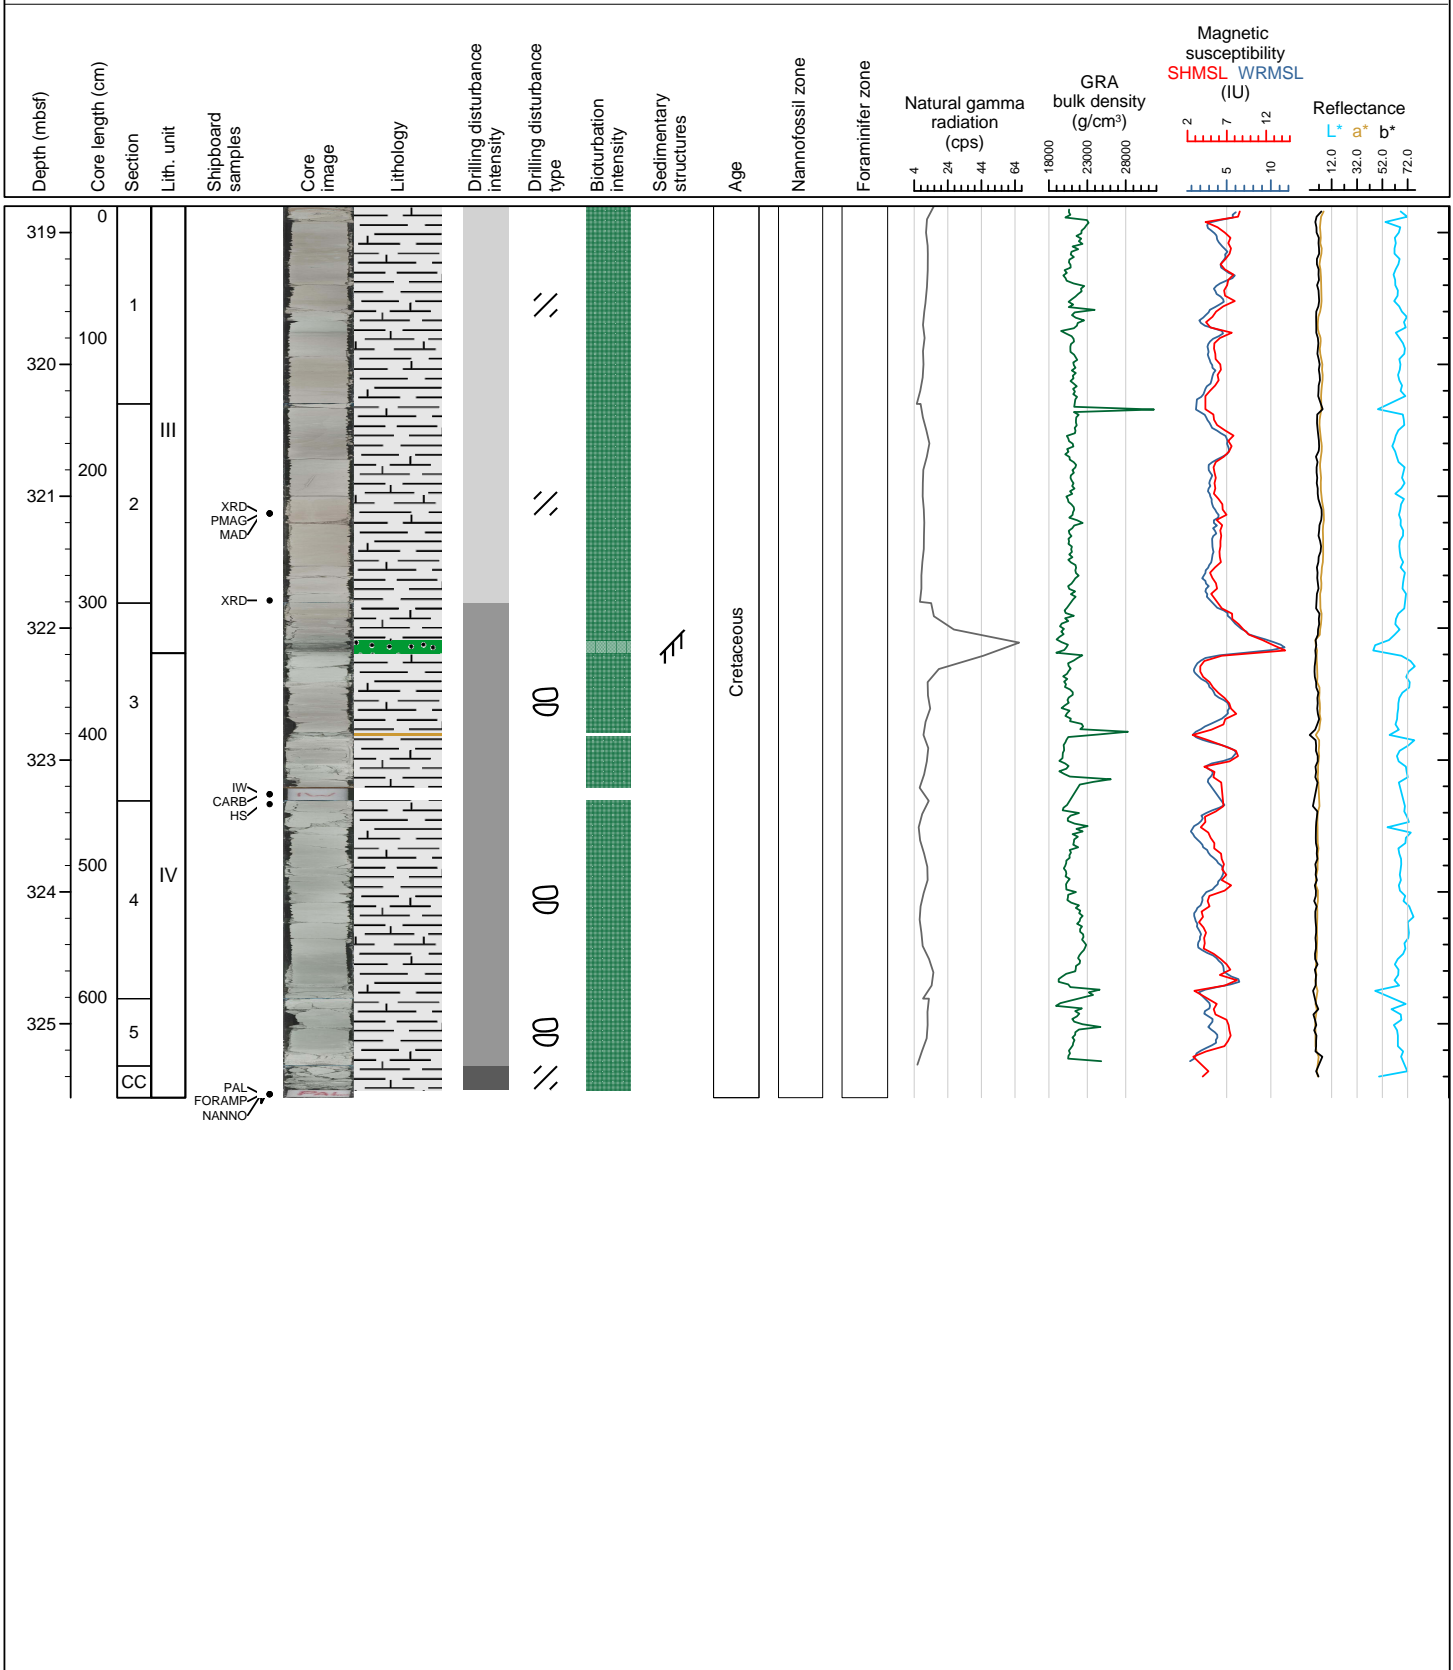 Depth (mbsf)
Core length (cm)
Section
Lith. unit
Shipboard
samples
Core
image
Lithology
Drilling disturbance
intensity
Drilling disturbance
type
Bioturbation
intensity
Sedimentary
structures
Age
Nannofossil zone
Foraminifer zone
Natural gamma
radiation
(cps)
4 24 44 64
GRA
bulk density
(g/cm³)
18000 23000 28000
Magnetic
susceptibility
SHMSL WRMSL
(IU)
2 7 12
5 10
Reflectance
L* a* b*
12.0 32.0 52.0 72.0
0
319
1
100
320
III
200
321
2
XRD
PMAG
MAD
XRD
300
322
Cretaceous
3
400
323
IW
CARB
HS
500
IV
324
4
600
325
5
CC
PAL
FORAMP
NANNO
PAL